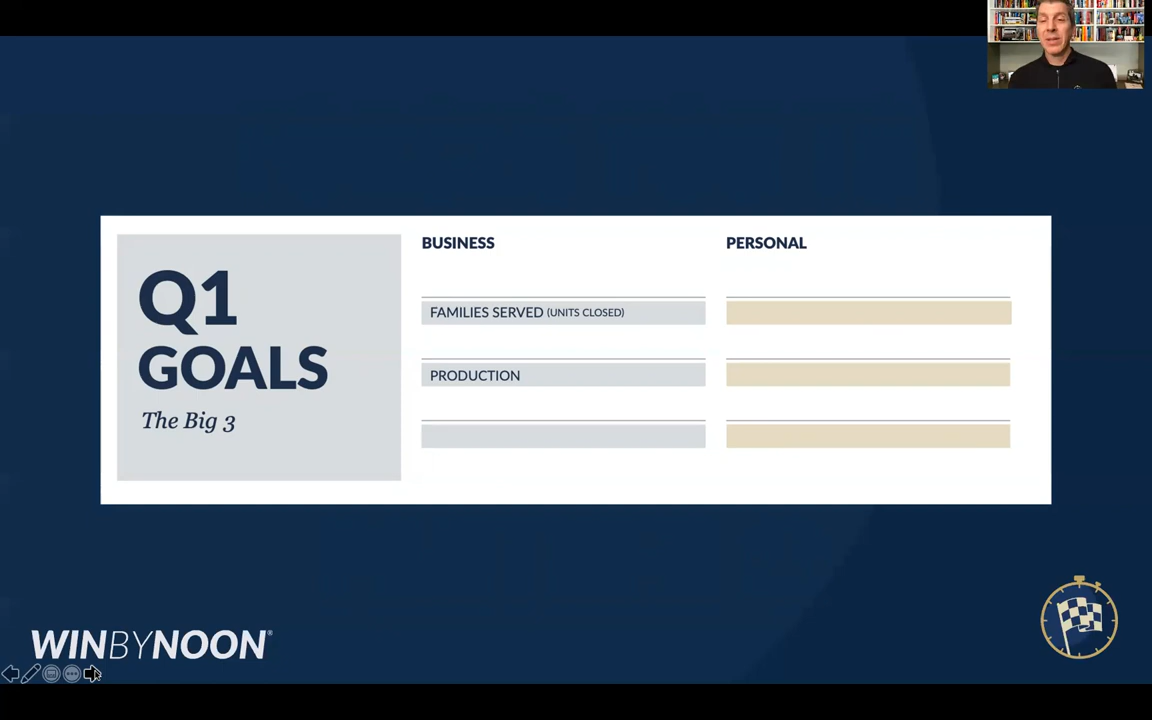 Q1
GOALS
The Big 3
BUSINESS
FAMILIES SERVED (UNITS CLOSED)
PRODUCTION
PERSONAL
WINBYNOON®